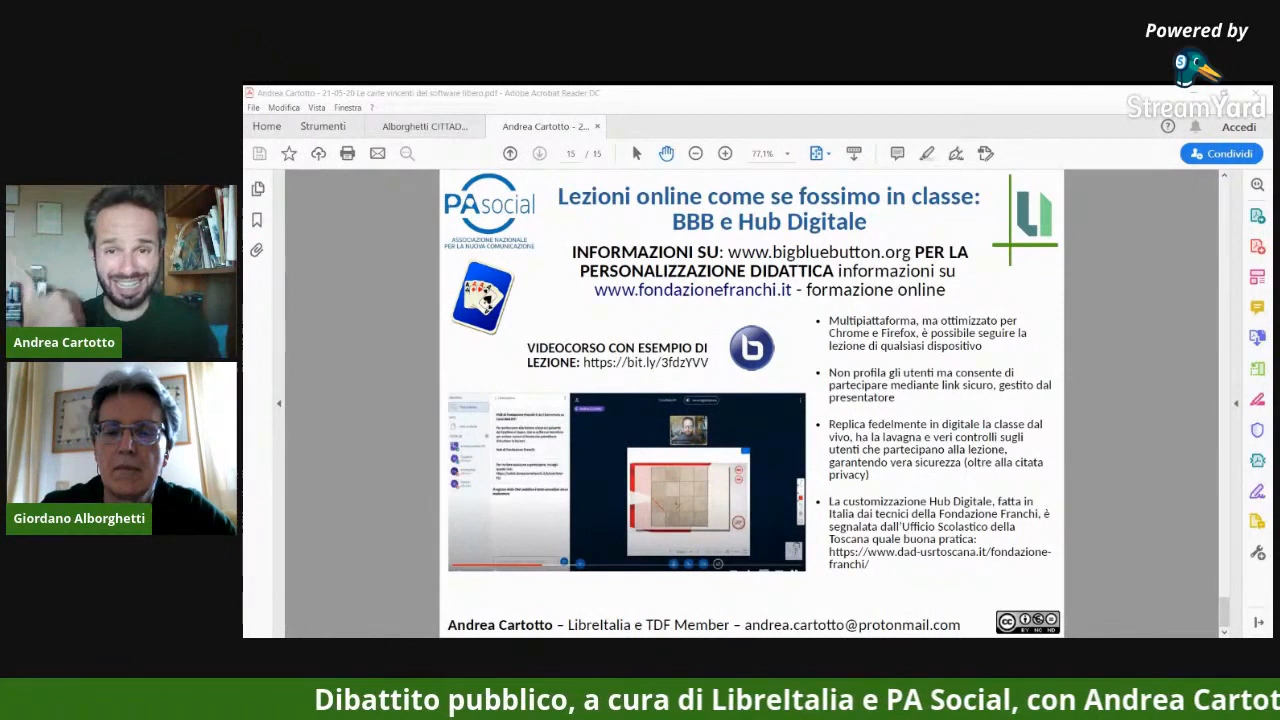 Powered by
StreamYard
Andrea Cartotto - 21-05-20 Le carte vincenti del software libero.pdf - Adobe Acrobat Reader DC
File Modifica Vista Finestra ?
Home Strumenti Alborghetti CITTAD... Andrea Cartotto - 2... × Accedi
15 / 15 77,1% Condividi
PAsocial
ASSOCIAZIONE NAZIONALE
PER LA NUOVA COMUNICAZIONE
Lezioni online come se fossimo in classe:
BBB e Hub Digitale
INFORMAZIONI SU: www.bigbluebutton.org PER LA
PERSONALIZZAZIONE DIDATTICA informazioni su
www.fondazionefranchi.it - formazione online
VIDEOCORSO CON ESEMPIO DI
LEZIONE: https://bit.ly/3fdzYVV
• Multipiattaforma, ma ottimizzato per
Chrome e Firefox, è possibile seguire la
lezione di qualsiasi dispositivo
• Non profila gli utenti ma consente di
partecipare mediante link sicuro, gestito dal
presentatore
• Replica fedelmente in digitale la classe dal
vivo, ha la lavagna e i controlli sugli
utenti che partecipano alla lezione,
garantendo vera sicurezza (oltre alla citata
privacy)
• La customizzazione Hub Digitale, fatta in
Italia dai tecnici della Fondazione Franchi, è
segnalata dall'Ufficio Scolastico della
Toscana quale buona pratica:
https://www.dad-usrtoscana.it/fondazione-
franchi/
Andrea Cartotto – LibreItalia e TDF Member – andrea.cartotto@protonmail.com
CC BY NC ND
Andrea Cartotto
Giordano Alborghetti
Dibattito pubblico, a cura di LibreItalia e PA Social, con Andrea Cartot